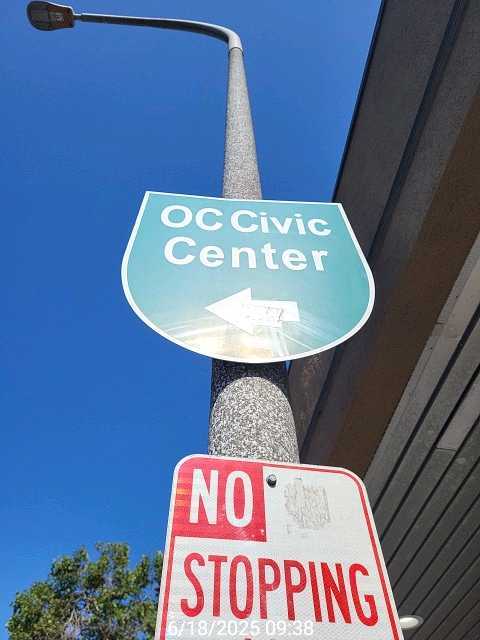 OC Civic
Center
NO
STOPPING
6/18/2025 09:38